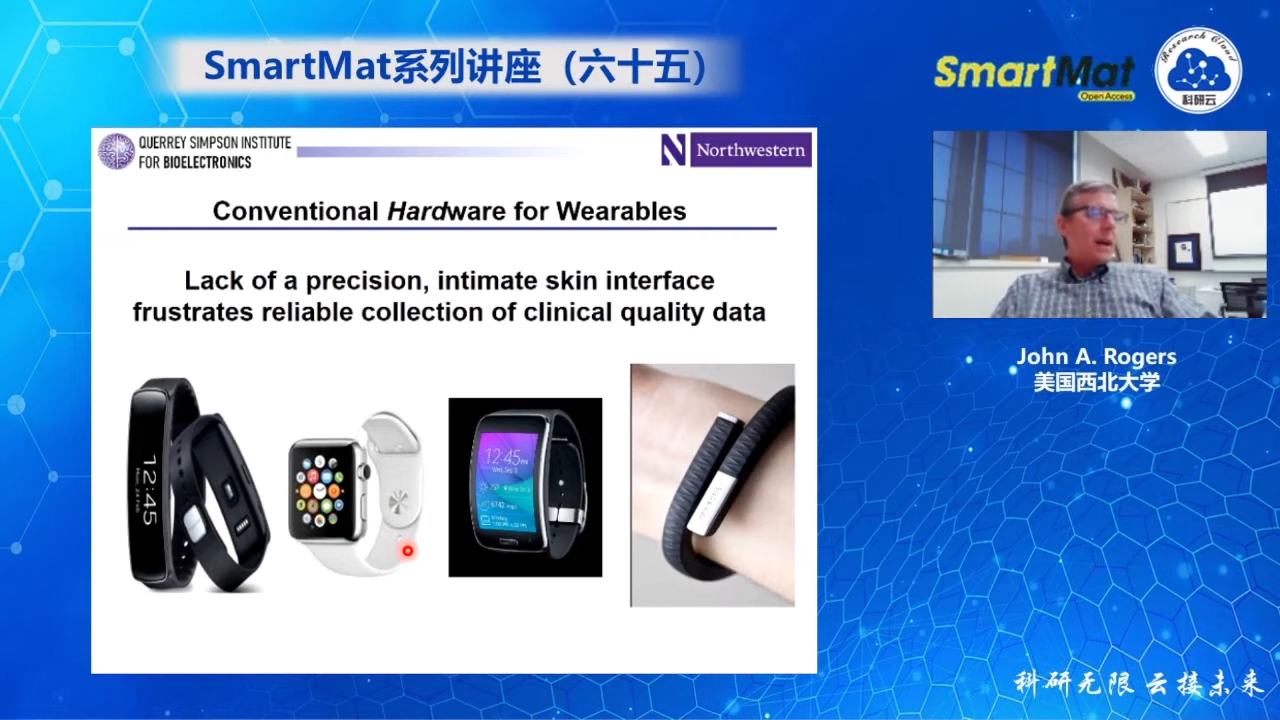 SmartMat系列讲座（六十五）
SmartMat
Open Access
Research Cloud
科研云
QUERREY SIMPSON INSTITUTE
FOR BIOELECTRONICS
N Northwestern
Conventional Hardware for Wearables
Lack of a precision, intimate skin interface
frustrates reliable collection of clinical quality data
12:45
12:45
John A. Rogers
美国西北大学
科研无限 云接未来